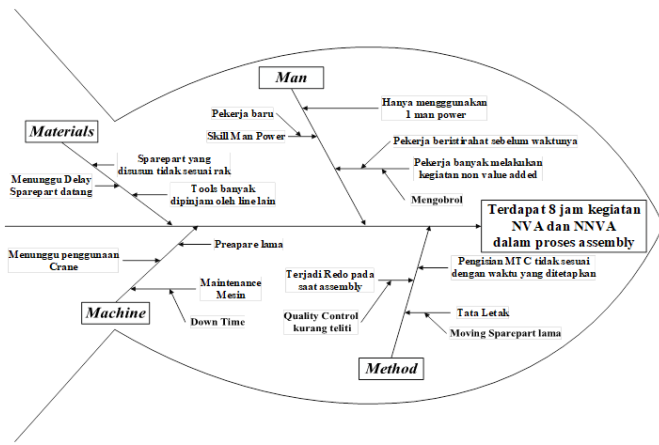 Man
Hanya mengggunakan
1 man power
Pekerja baru
Skill Man Power
Pekerja beristirahat sebelum waktunya
Pekerja banyak melakukan
kegiatan non value added
Mengobrol
Materials
Sparepart yang
disusun tidak sesuai rak
Menunggu Delay
Sparepart datang
Tools banyak
dipinjam oleh line lain
Terdapat 8 jam kegiatan
NVA dan NNVA
dalam proses assembly
Preapare lama
Menunggu penggunaan
Crane
Maintenance
Mesin
Down Time
Machine
Pengisian MTC tidak sesuai
dengan waktu yang ditetapkan
Terjadi Redo pada
saat assembly
Quality Control
kurang teliti
Tata Letak
Moving Sparepart lama
Method